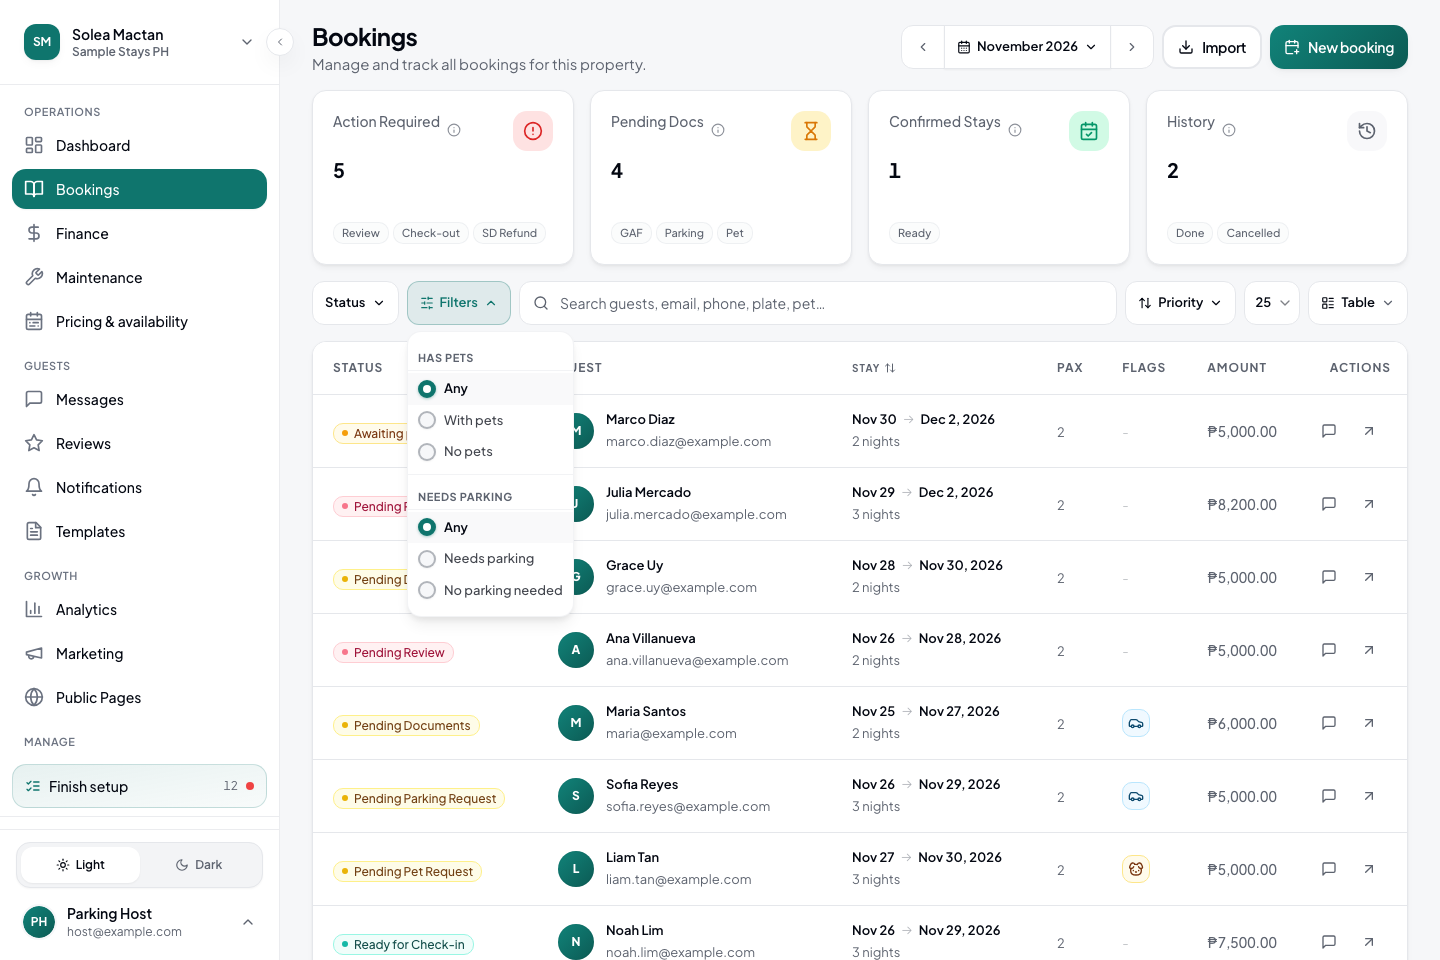 SM
Solea Mactan
Sample Stays PH
OPERATIONS
Dashboard
Bookings
Finance
Maintenance
Pricing & availability
GUESTS
Messages
Reviews
Notifications
Templates
GROWTH
Analytics
Marketing
Public Pages
MANAGE
Finish setup 12
Light Dark
PH
Parking Host
host@example.com
Bookings
Manage and track all bookings for this property.
November 2026
Import
New booking
Action Required
5
Review Check-out SD Refund
Pending Docs
4
GAF Parking Pet
Confirmed Stays
1
Ready
History
2
Done Cancelled
Status
Filters
Search guests, email, phone, plate, pet...
Priority
25
Table
HAS PETS
Any
With pets
No pets
NEEDS PARKING
Any
Needs parking
No parking needed
STATUS STAY PAX FLAGS AMOUNT ACTIONS
Awaiting
Marco Diaz
marco.diaz@example.com
Nov 30 → Dec 2, 2026
2 nights
2 - ₱5,000.00
Pending
Julia Mercado
julia.mercado@example.com
Nov 29 → Dec 2, 2026
3 nights
2 - ₱8,200.00
Pending
Grace Uy
grace.uy@example.com
Nov 28 → Nov 30, 2026
2 nights
2 - ₱5,000.00
Pending Review
A
Ana Villanueva
ana.villanueva@example.com
Nov 26 → Nov 28, 2026
2 nights
2 - ₱5,000.00
Pending Documents
M
Maria Santos
maria@example.com
Nov 25 → Nov 27, 2026
2 nights
2 ₱6,000.00
Pending Parking Request
S
Sofia Reyes
sofia.reyes@example.com
Nov 26 → Nov 29, 2026
3 nights
2 ₱5,000.00
Pending Pet Request
L
Liam Tan
liam.tan@example.com
Nov 27 → Nov 30, 2026
3 nights
2 ₱5,000.00
Ready for Check-in
N
Noah Lim
noah.lim@example.com
Nov 26 → Nov 29, 2026
3 nights
2 - ₱7,500.00